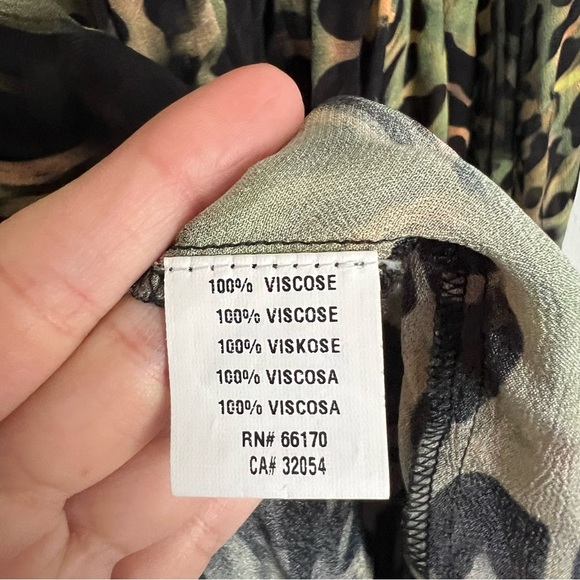 100% VISCOSE
100% VISCOSE
100% VISKOSE
100% VISCOSA
100% VISCOSA
RN# 66170
CA# 32054